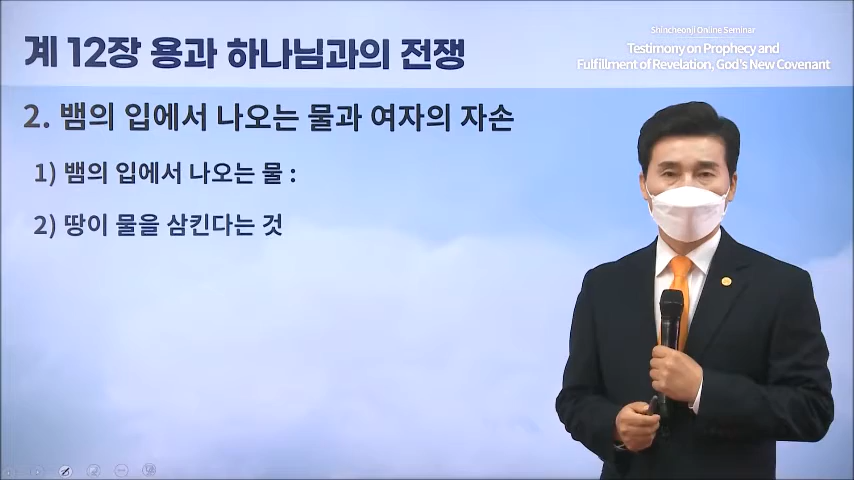 계 12장 용과 하나님과의 전쟁
Shincheonji Online Seminar
Testimony on Prophecy and
Fulfillment of Revelation, God's New Covenant
2. 뱀의 입에서 나오는 물과 여자의 자손
1) 뱀의 입에서 나오는 물 :
2) 땅이 물을 삼킨다는 것